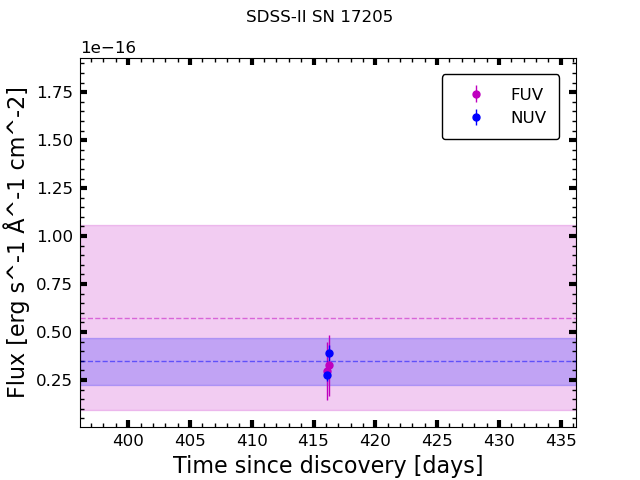 SDSS-II SN 17205
1e−16
FUV
NUV
1.75
1.50
1.25
1.00
0.75
0.50
0.25
Flux [erg s^-1 Å^-1 cm^-2]
400 405 410 415 420 425 430 435
Time since discovery [days]